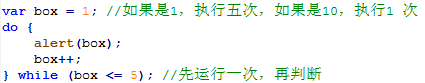 var box = 1; //如果是1，执行五次，如果是10，执行1 次
do {
    alert(box);
    box++;
} while (box <= 5); //先运行一次，再判断